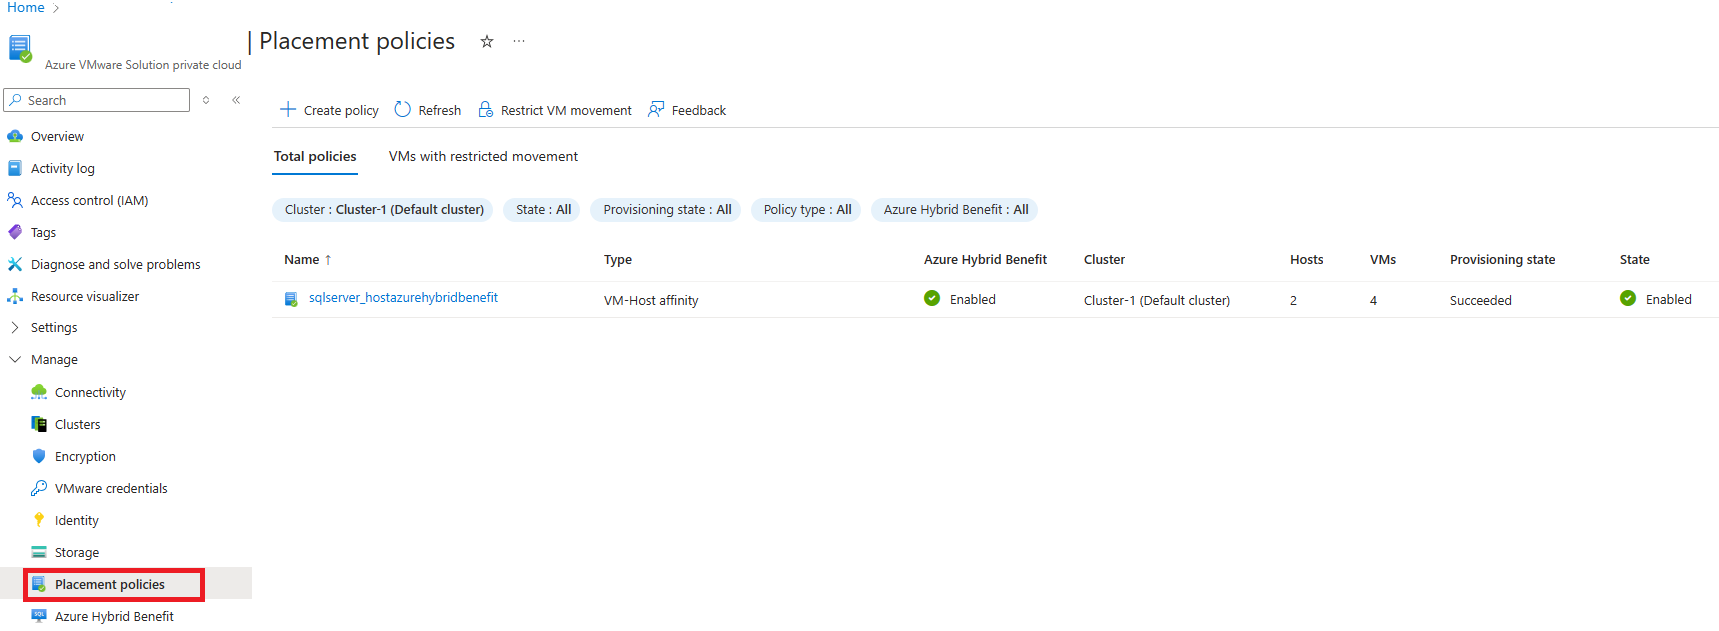 Home >
| Placement policies ☆ ···
Azure VMware Solution private cloud
Search «
Overview
Activity log
Access control (IAM)
Tags
Diagnose and solve problems
Resource visualizer
Settings
Manage
Connectivity
Clusters
Encryption
VMware credentials
Identity
Storage
Placement policies
SQL Azure Hybrid Benefit
Create policy Refresh Restrict VM movement Feedback
Total policies VMs with restricted movement
Cluster : Cluster-1 (Default cluster) State : All Provisioning state : All Policy type : All Azure Hybrid Benefit : All
Name ↑ Type Azure Hybrid Benefit Cluster Hosts VMs Provisioning state State
sqlserver_hostazurehybridbenefit VM-Host affinity Enabled Cluster-1 (Default cluster) 2 4 Succeeded Enabled